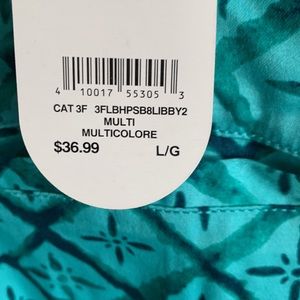 4 10017 55305 3
CAT 3F 3FLBHPSB8LIBBY2
MULTI
MULTICOLORE
$36.99 L/G